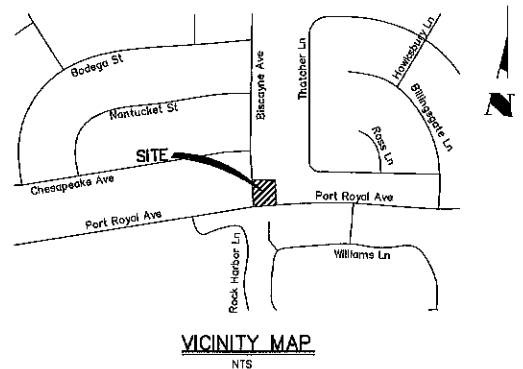 Bodega St
Nantucket St
Biscayne Ave
Thatcher Ln
Hawksbury Ln
Billingsgate Ln
Ross Ln
N
SITE
Chesapeake Ave
Port Royal Ave
Port Royal Ave
Rock Harbor Ln
Williams Ln
VICINITY MAP
NTS